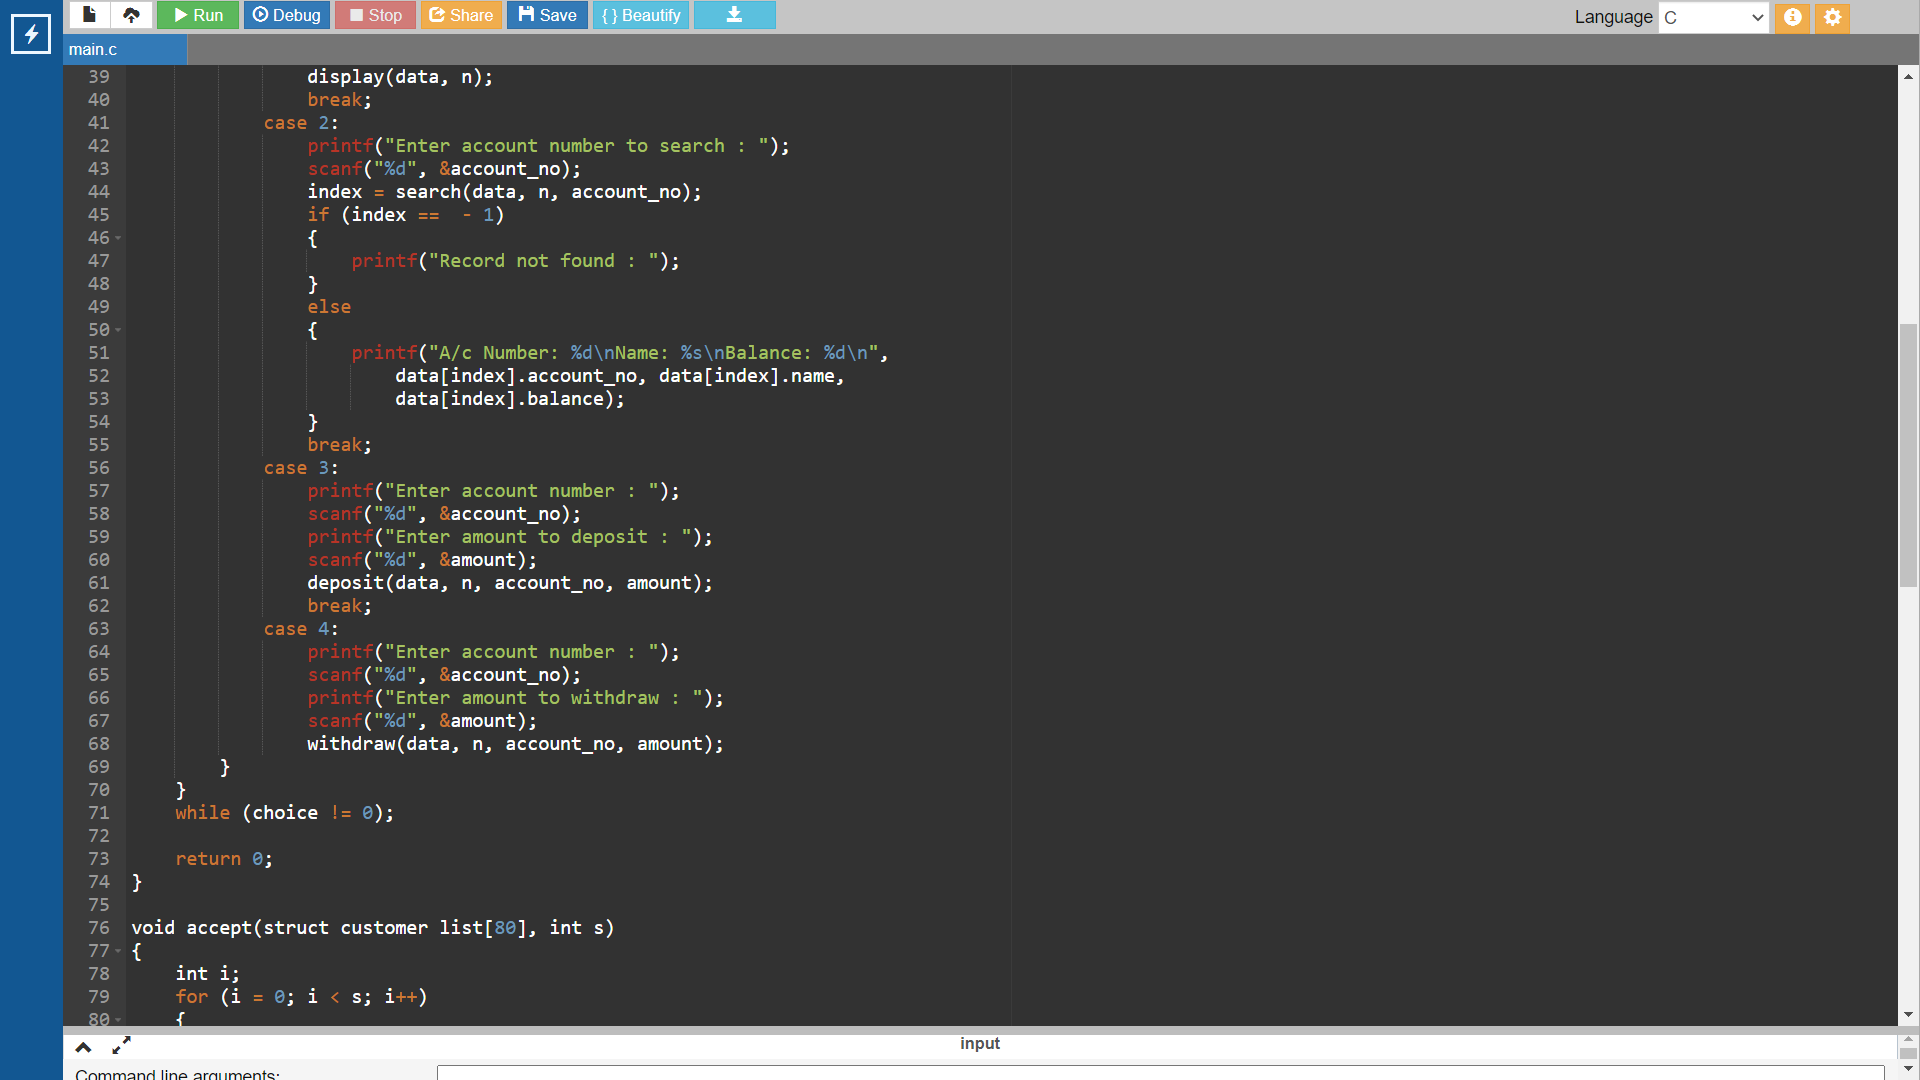 Run Debug Stop Share Save { } Beautify
Language C
main.c
39 display(data, n);
40 break;
41 case 2:
42 printf("Enter account number to search : ");
43 scanf("%d", &account_no);
44 index = search(data, n, account_no);
45 if (index ==  - 1)
46 {
47 printf("Record not found : ");
48 }
49 else
50 {
51 printf("A/c Number: %d\nName: %s\nBalance: %d\n",
52 data[index].account_no, data[index].name,
53 data[index].balance);
54 }
55 break;
56 case 3:
57 printf("Enter account number : ");
58 scanf("%d", &account_no);
59 printf("Enter amount to deposit : ");
60 scanf("%d", &amount);
61 deposit(data, n, account_no, amount);
62 break;
63 case 4:
64 printf("Enter account number : ");
65 scanf("%d", &account_no);
66 printf("Enter amount to withdraw : ");
67 scanf("%d", &amount);
68 withdraw(data, n, account_no, amount);
69 }
70 }
71 while (choice != 0);
72
73 return 0;
74 }
75
76 void accept(struct customer list[80], int s)
77 {
78 int i;
79 for (i = 0; i < s; i++)
80 {
input
Command line arguments: